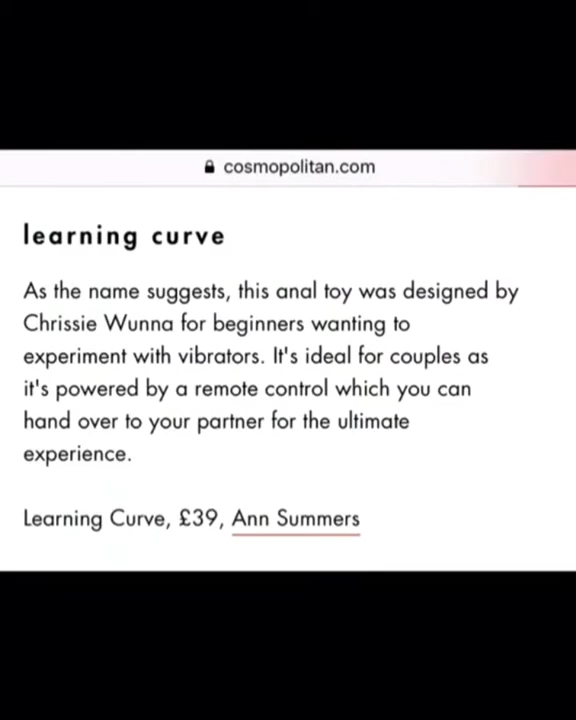 cosmopolitan.com
learning curve
As the name suggests, this anal toy was designed by
Chrissie Wunna for beginners wanting to
experiment with vibrators. It's ideal for couples as
it's powered by a remote control which you can
hand over to your partner for the ultimate
experience.
Learning Curve, £39, Ann Summers